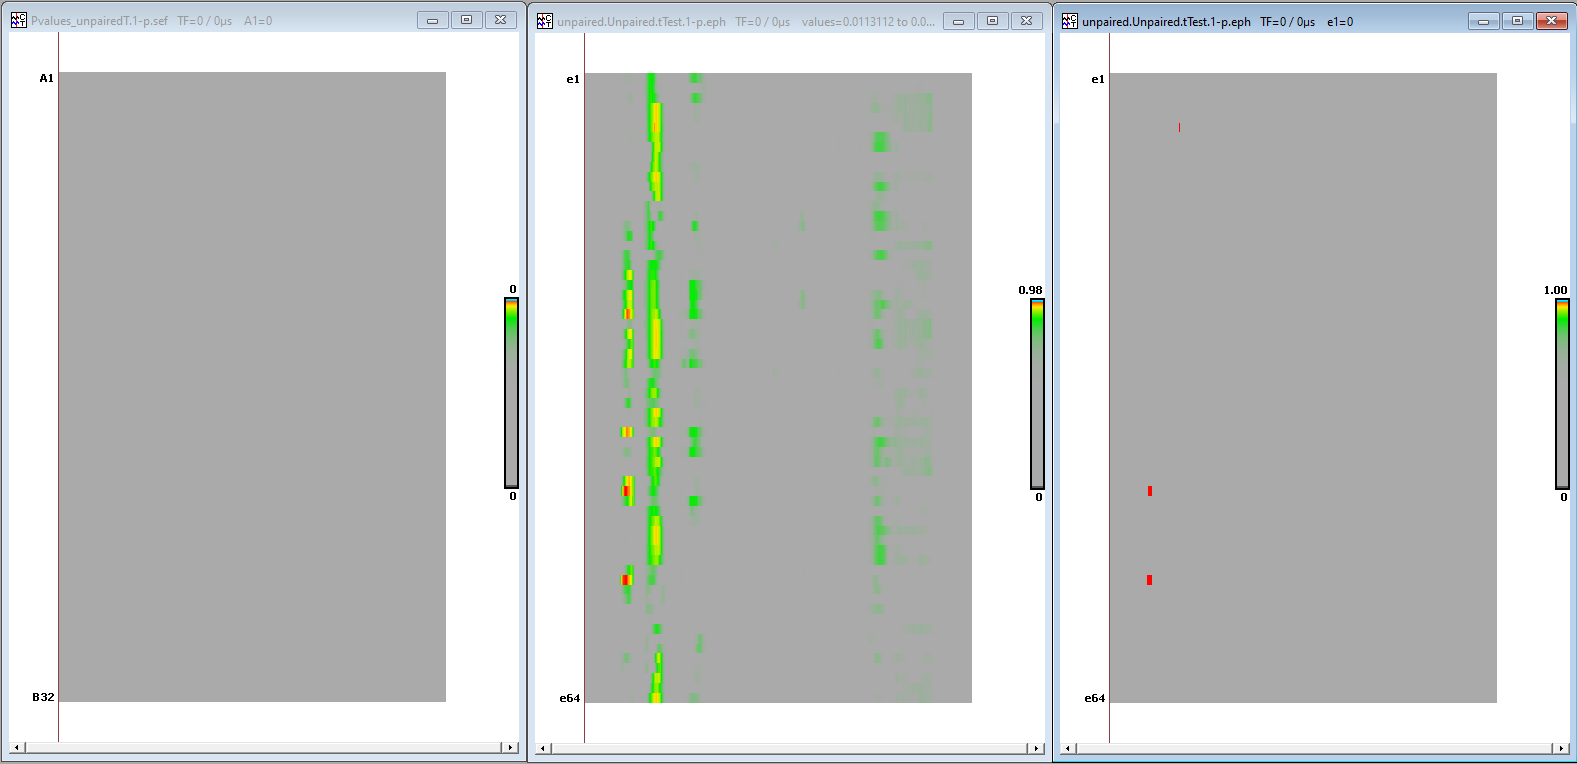 Pvalues_unpairedT.1-p.sef TF=0 / 0µs A1=0
A1
0
0
B32
unpaired.Unpaired.tTest.1-p.eph TF=0 / 0µs values=0.0113112 to 0.0...
e1
0.98
0
e64
unpaired.Unpaired.tTest.1-p.eph TF=0 / 0µs e1=0
e1
1.00
0
e64